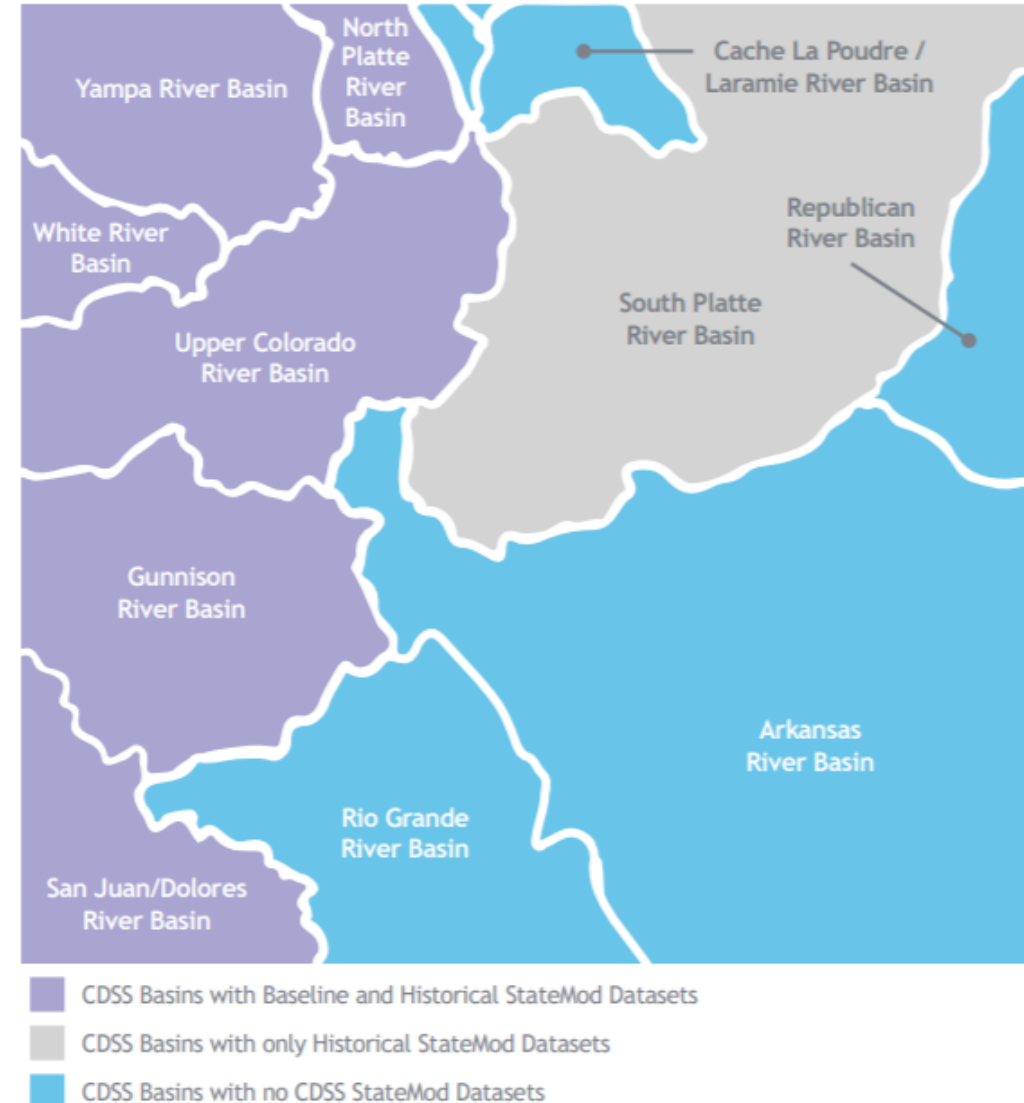 North
Platte
River
Basin
Cache La Poudre /
Laramie River Basin
Yampa River Basin
Republican
River Basin
White River
Basin
South Platte
River Basin
Upper Colorado
River Basin
Gunnison
River Basin
Arkansas
River Basin
Rio Grande
River Basin
San Juan/Dolores
River Basin
CDSS Basins with Baseline and Historical StateMod Datasets
CDSS Basins with only Historical StateMod Datasets
CDSS Basins with no CDSS StateMod Datasets